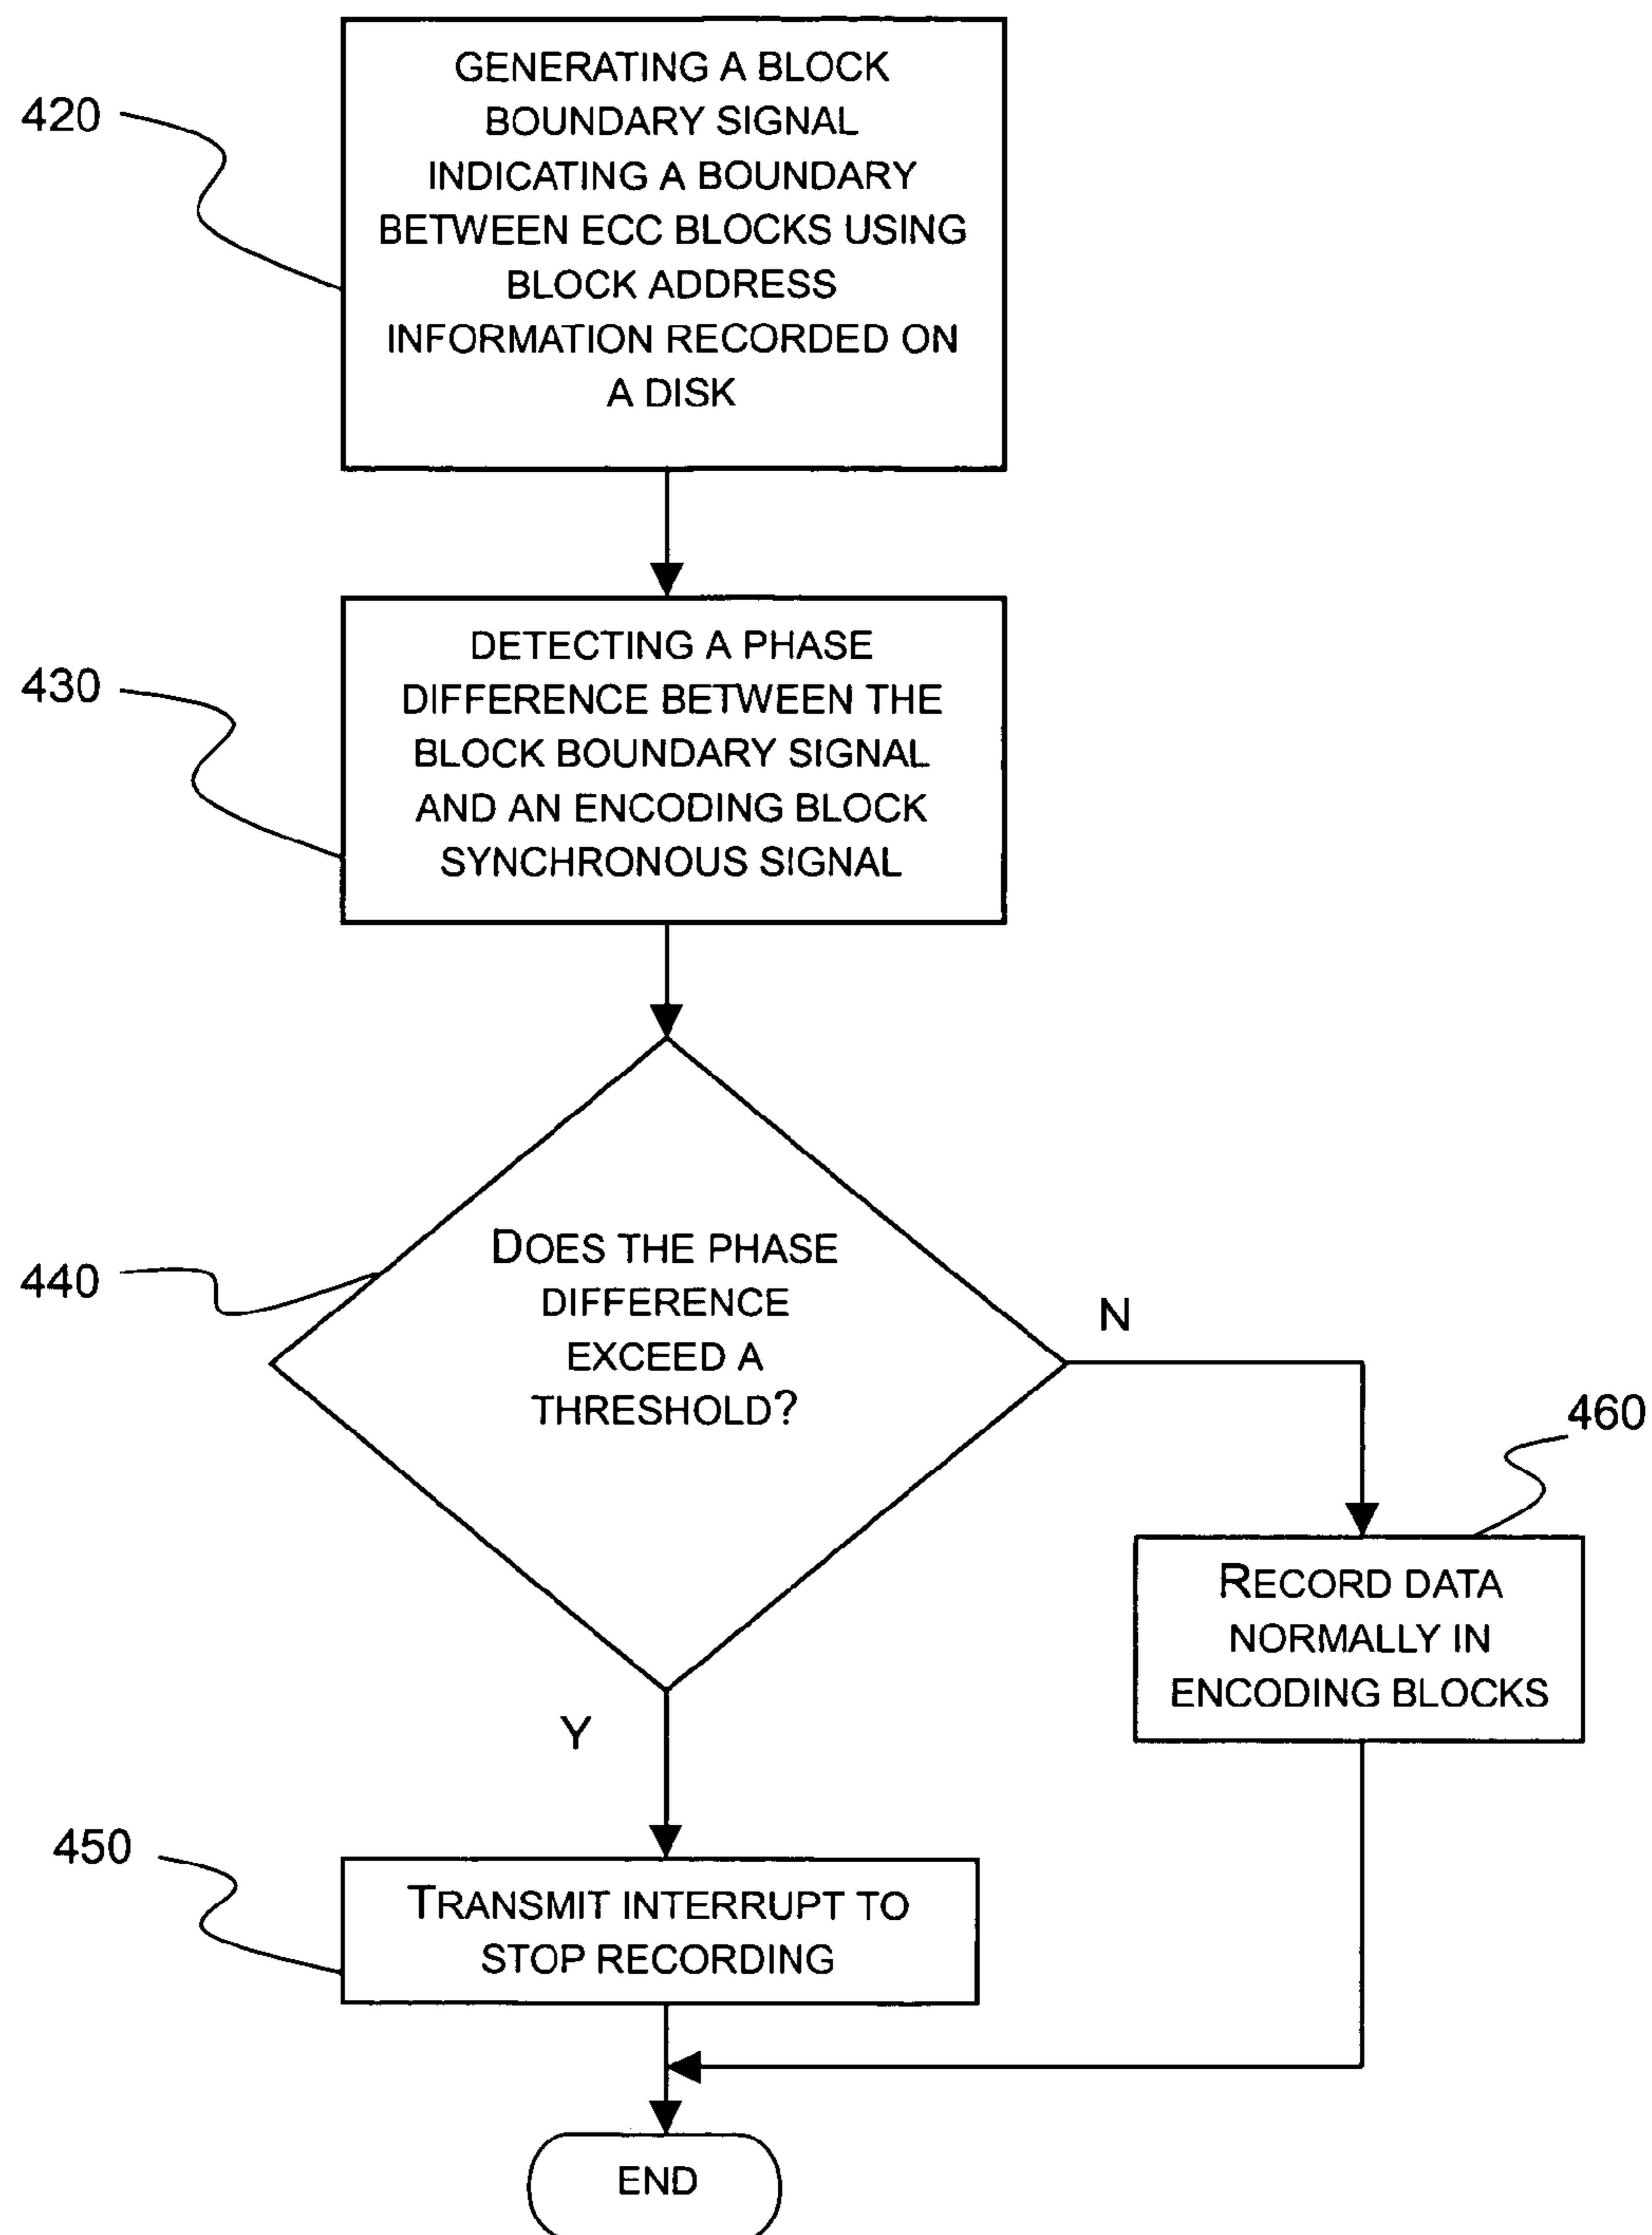 420
GENERATING A BLOCK
BOUNDARY SIGNAL
INDICATING A BOUNDARY
BETWEEN ECC BLOCKS USING
BLOCK ADDRESS
INFORMATION RECORDED ON
A DISK
430
DETECTING A PHASE
DIFFERENCE BETWEEN THE
BLOCK BOUNDARY SIGNAL
AND AN ENCODING BLOCK
SYNCHRONOUS SIGNAL
440
DOES THE PHASE
DIFFERENCE
EXCEED A
THRESHOLD?
N
460
RECORD DATA
NORMALLY IN
ENCODING BLOCKS
Y
450
TRANSMIT INTERRUPT TO
STOP RECORDING
END